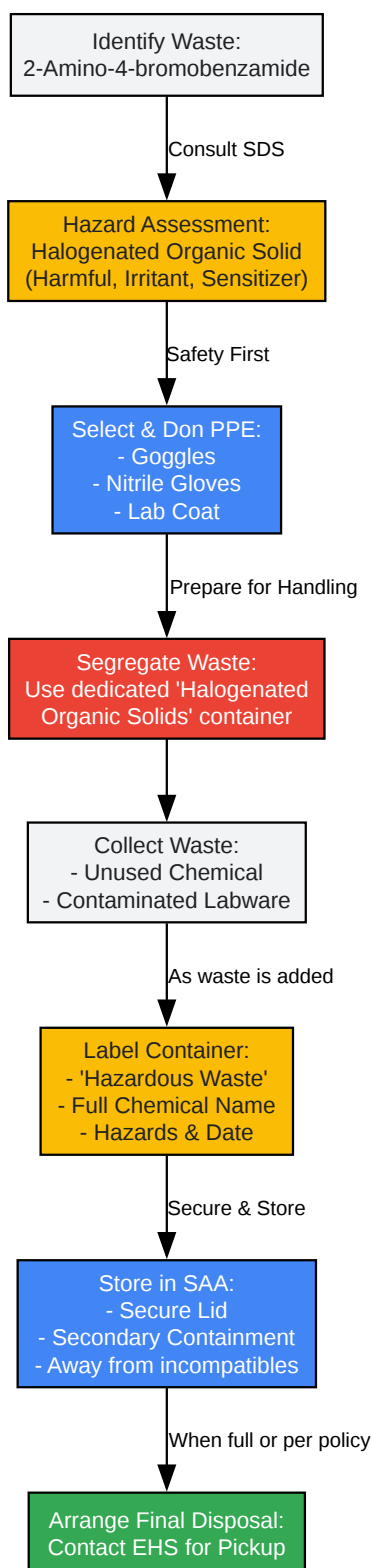 Identify Waste:
2-Amino-4-bromobenzamide
Consult SDS
Hazard Assessment:
Halogenated Organic Solid
(Harmful, Irritant, Sensitizer)
Safety First
Select & Don PPE:
- Goggles
- Nitrile Gloves
- Lab Coat
Prepare for Handling
Segregate Waste:
Use dedicated 'Halogenated
Organic Solids' container
Collect Waste:
- Unused Chemical
- Contaminated Labware
As waste is added
Label Container:
- 'Hazardous Waste'
- Full Chemical Name
- Hazards & Date
Secure & Store
Store in SAA:
- Secure Lid
- Secondary Containment
- Away from incompatibles
When full or per policy
Arrange Final Disposal:
Contact EHS for Pickup